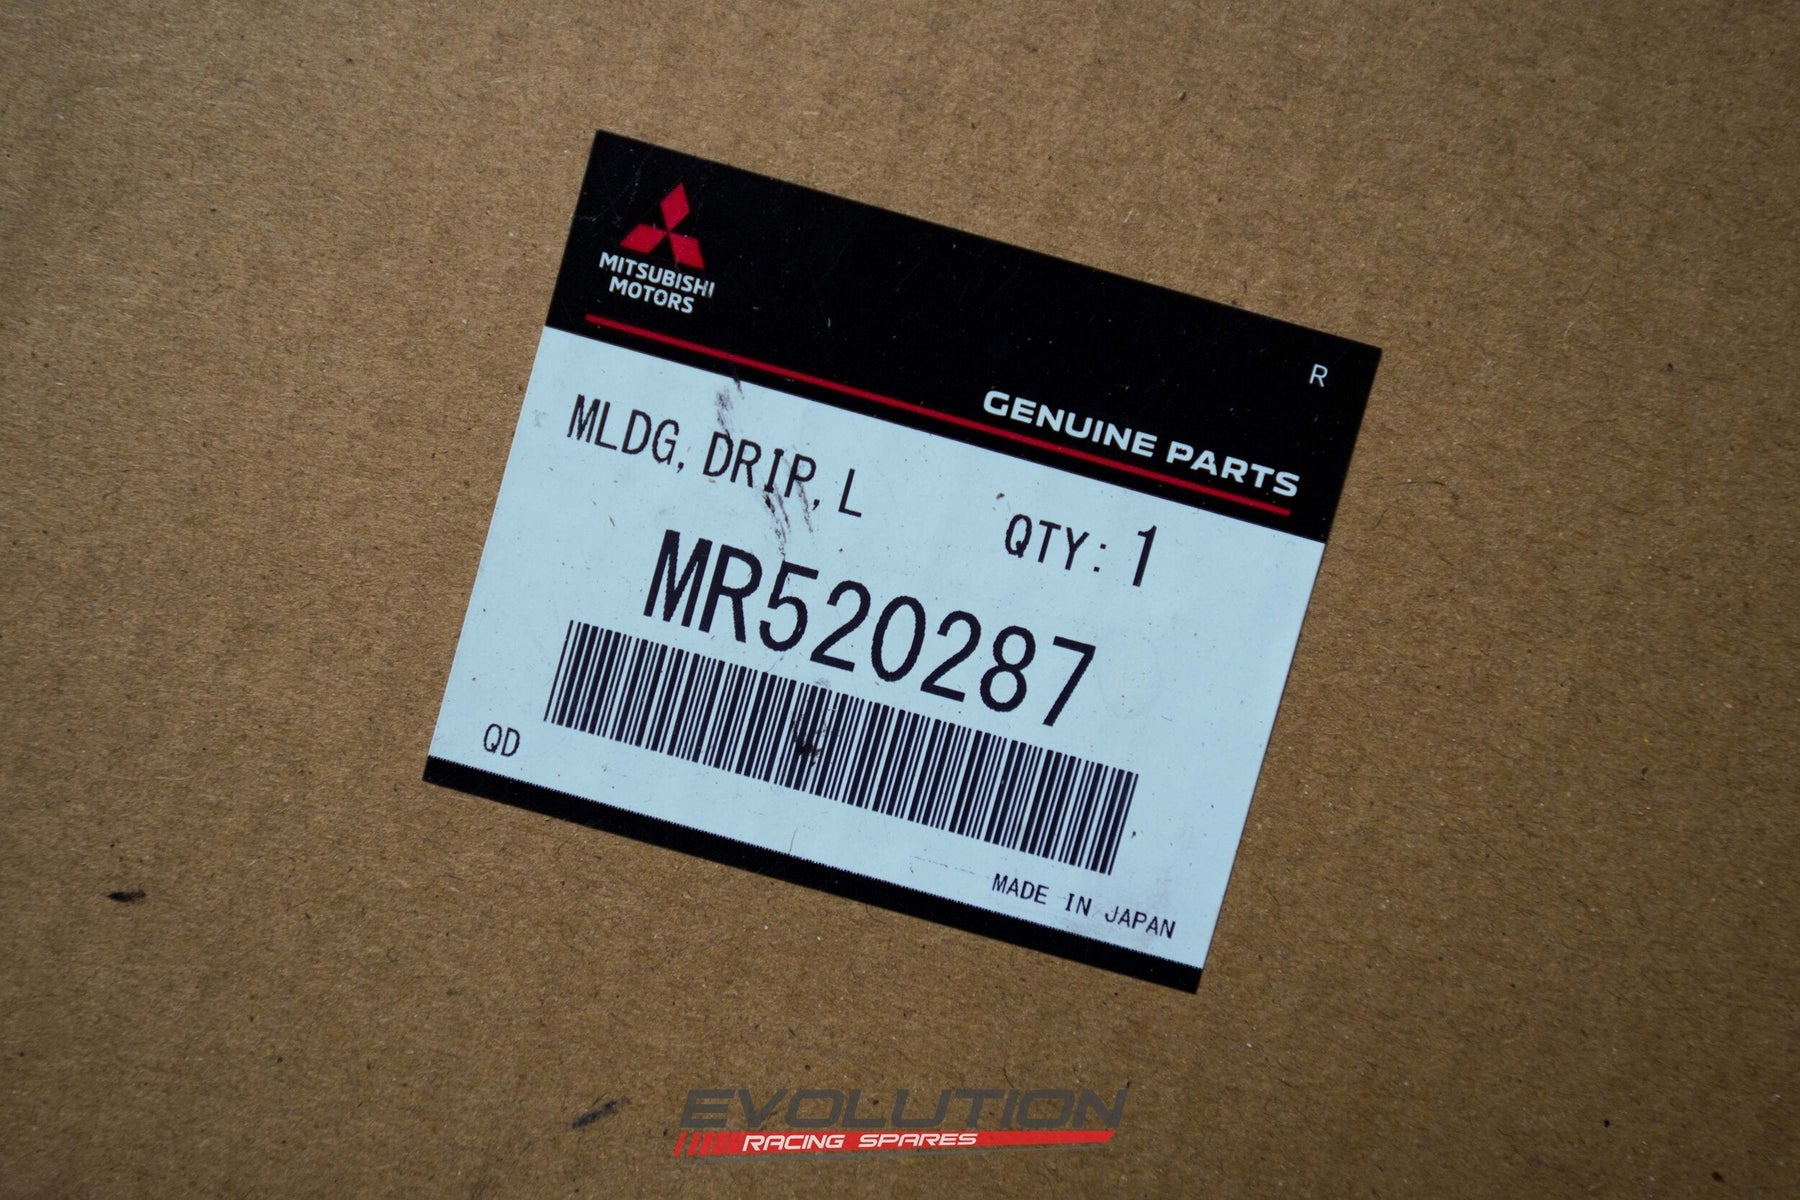 MITSUBISHI
MOTORS
R
GENUINE PARTS
MLDG, DRIP, L
QTY: 1
MR520287
QD
MADE IN JAPAN
EVOLUTION
RACING SPARES